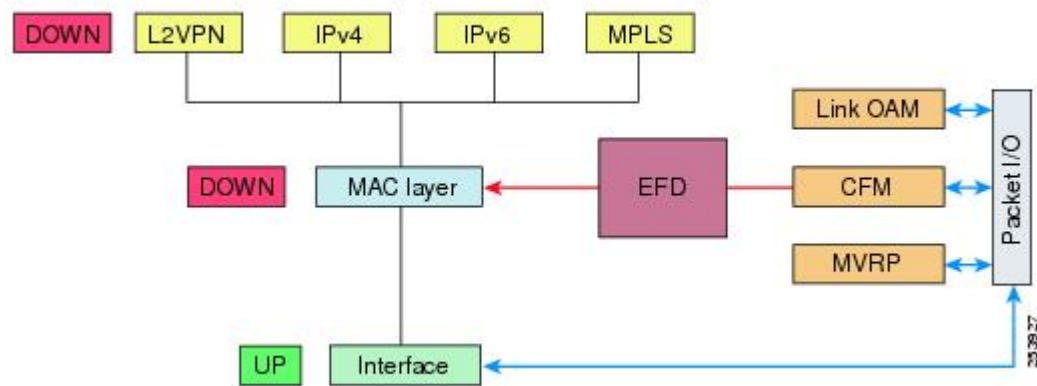 DOWN L2VPN IPv4 IPv6 MPLS
Link OAM
DOWN MAC layer EFD CFM
Packet I/O
MVRP
UP Interface
253927